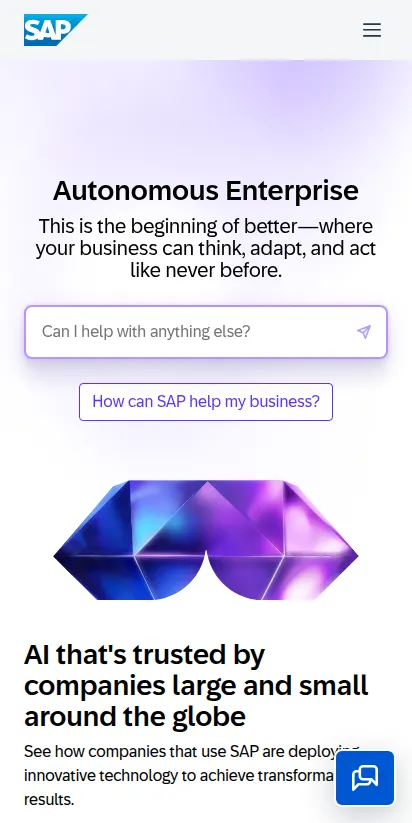 SAP
Autonomous Enterprise
This is the beginning of better—where
your business can think, adapt, and act
like never before.
Can I help with anything else?
How can SAP help my business?
AI that's trusted by
companies large and small
around the globe
See how companies that use SAP are deploying
innovative technology to achieve
results.